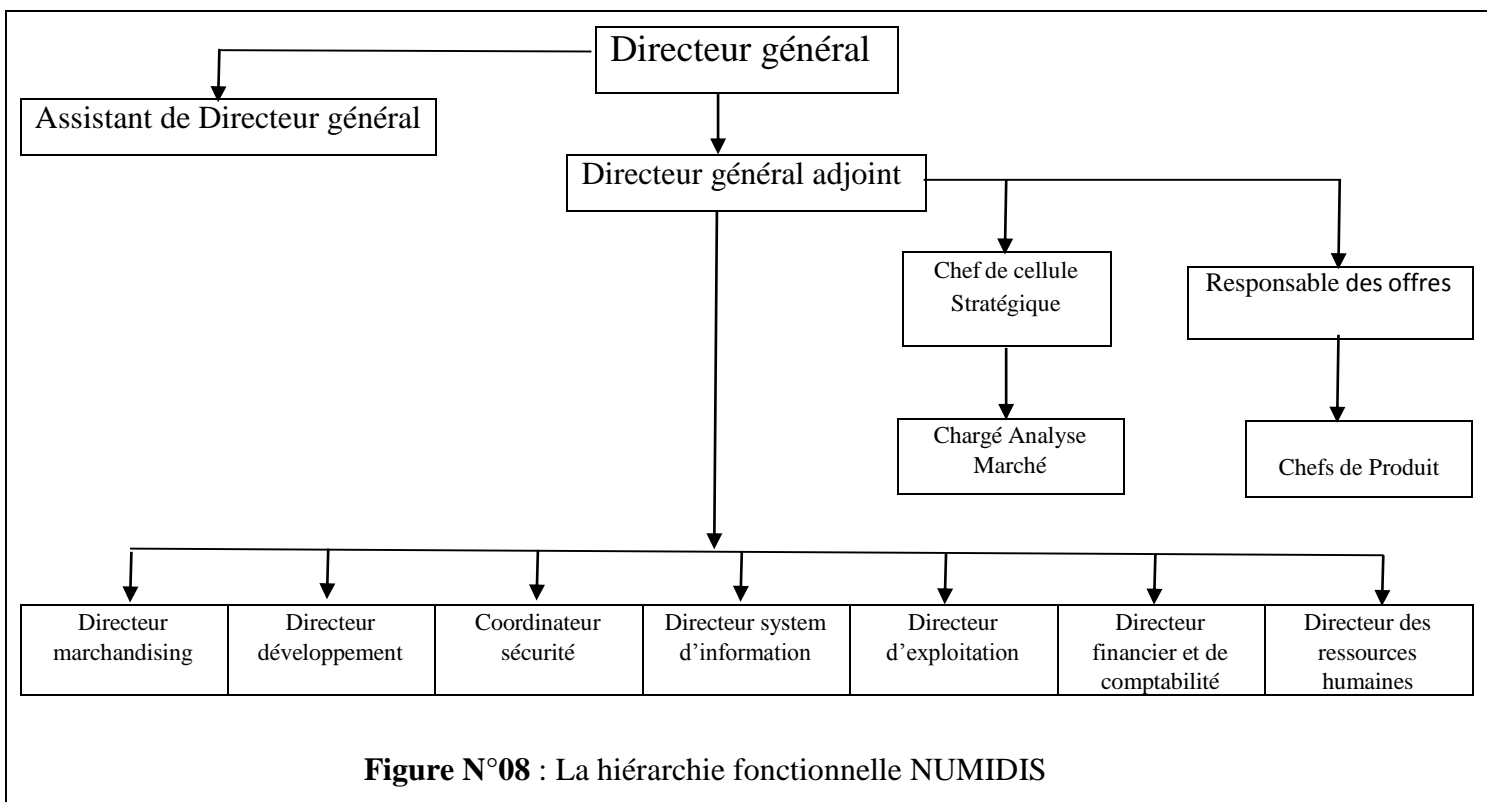 Directeur général
Assistant de Directeur général
Directeur général adjoint
Chef de cellule
Stratégique
Responsable des offres
Chargé Analyse
Marché
Chefs de Produit
Directeur
marchandising
Directeur
développement
Coordinateur
sécurité
Directeur system
d’information
Directeur
d’exploitation
Directeur
financier et de
comptabilité
Directeur des
ressources
humaines
Figure N°08 : La hiérarchie fonctionnelle NUMIDIS